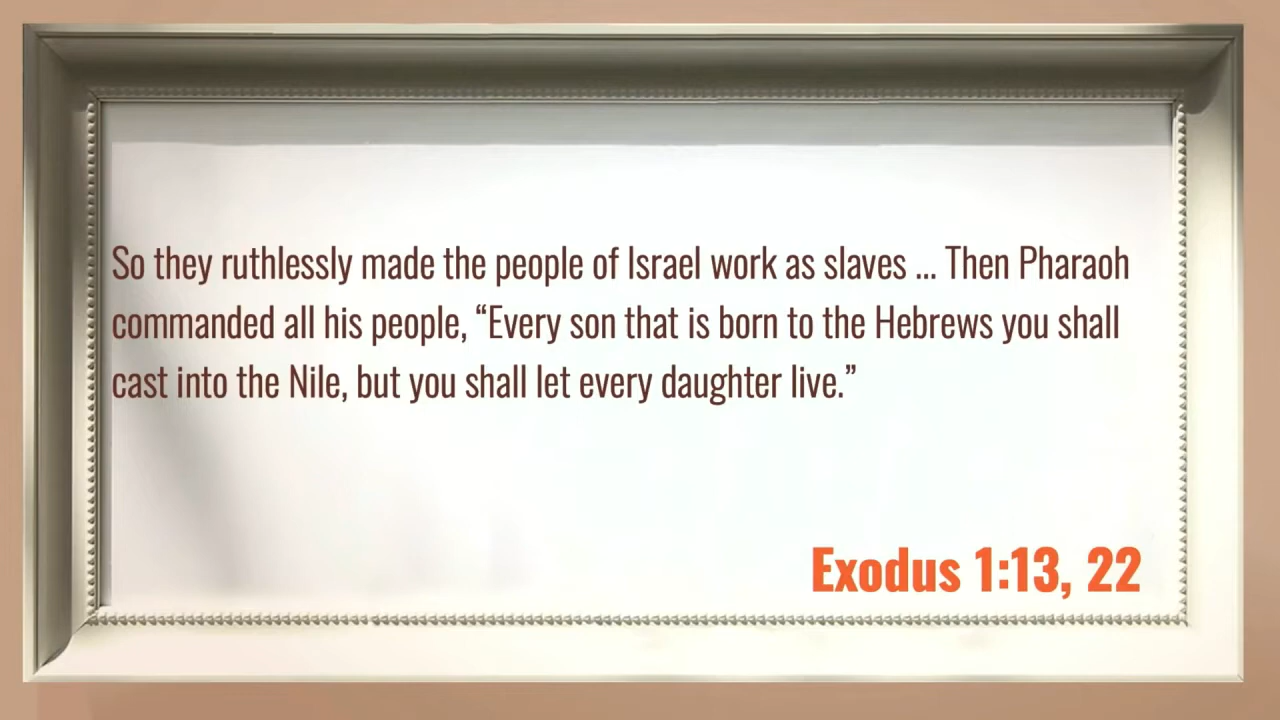 So they ruthlessly made the people of Israel work as slaves ... Then Pharaoh
commanded all his people, “Every son that is born to the Hebrews you shall
cast into the Nile, but you shall let every daughter live.”
Exodus 1:13, 22